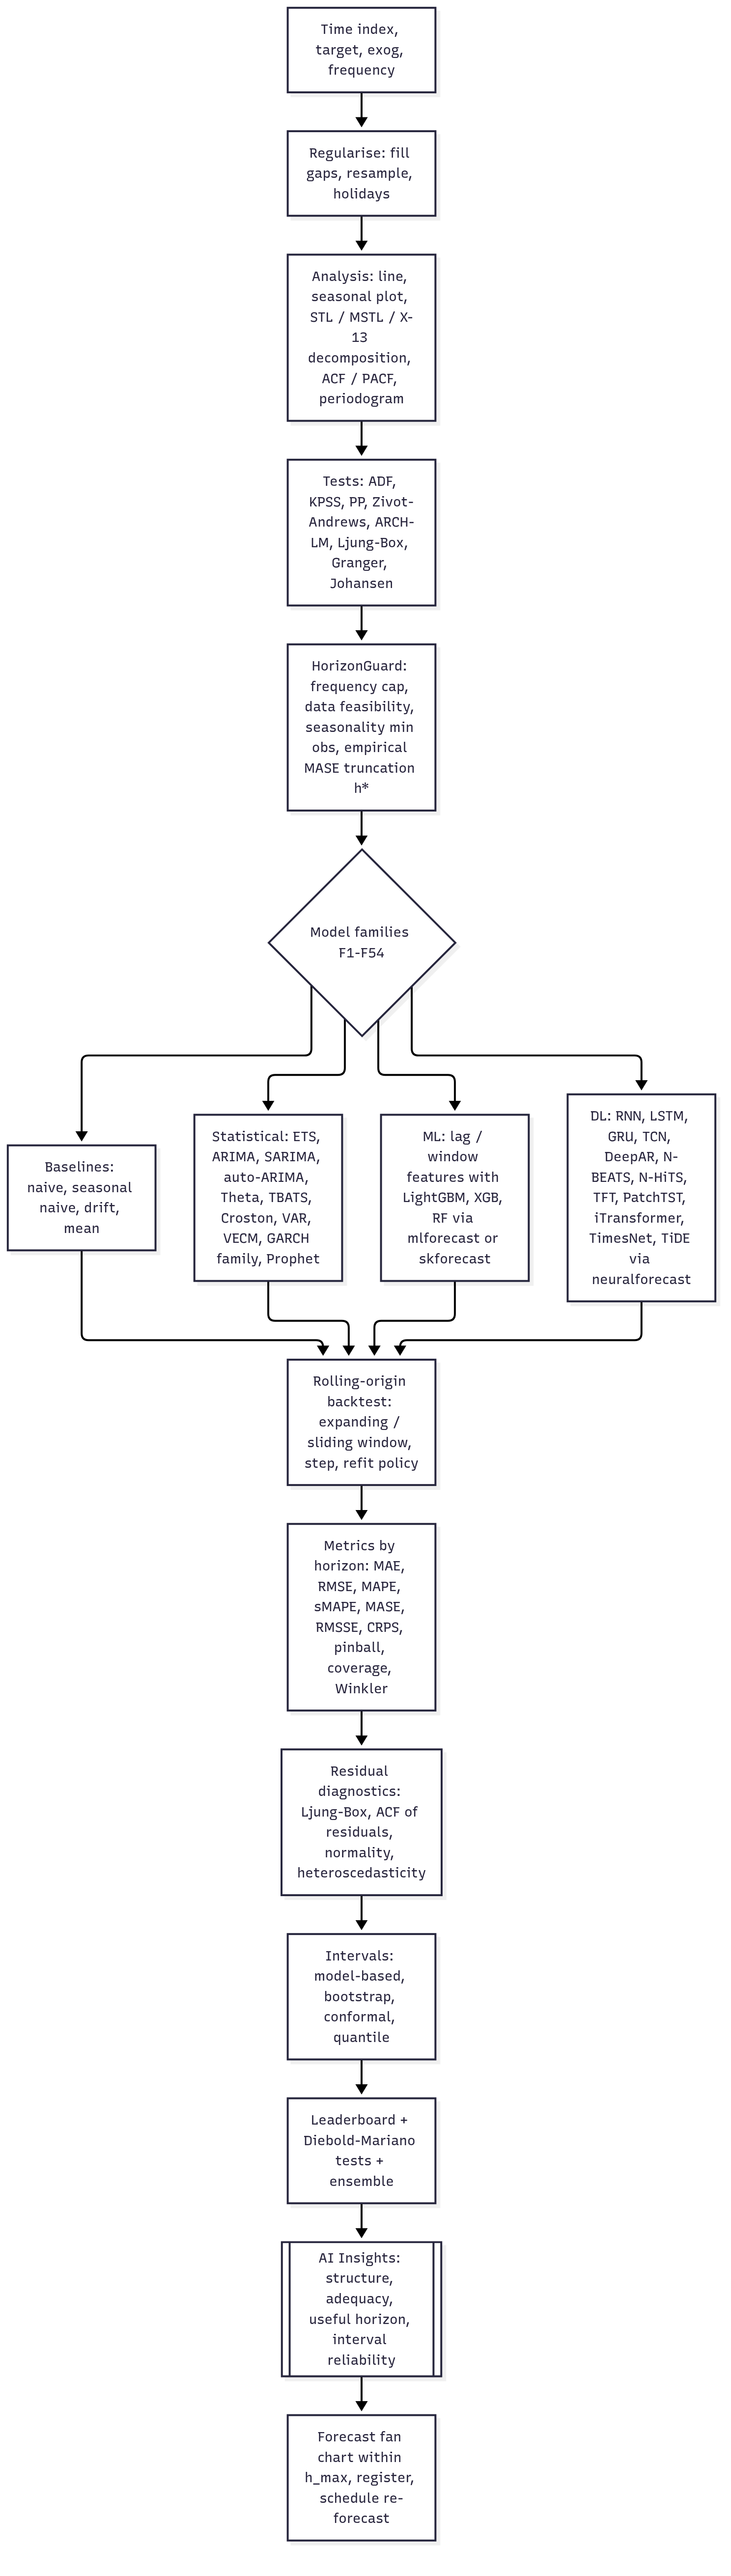 Time index,
target, exog,
frequency
Regularise: fill
gaps, resample,
holidays
Analysis: line,
seasonal plot,
STL / MSTL / X-
13
decomposition,
ACF / PACF,
periodogram
Tests: ADF,
KPSS, PP, Zivot-
Andrews, ARCH-
LM, Ljung-Box,
Granger,
Johansen
HorizonGuard:
frequency cap,
data feasibility,
seasonality min
obs, empirical
MASE truncation
h*
Model families
F1-F54
Baselines:
naive, seasonal
naive, drift,
mean
Statistical: ETS,
ARIMA, SARIMA,
auto-ARIMA,
Theta, TBATS,
Croston, VAR,
VECM, GARCH
family, Prophet
ML: lag /
window
features with
LightGBM, XGB,
RF via
mlforecast or
skforecast
DL: RNN, LSTM,
GRU, TCN,
DeepAR, N-
BEATS, N-HiTS,
TFT, PatchTST,
iTransformer,
TimesNet, TiDE
via
neuralforecast
Rolling-origin
backtest:
expanding /
sliding window,
step, refit policy
Metrics by
horizon: MAE,
RMSE, MAPE,
sMAPE, MASE,
RMSSE, CRPS,
pinball,
coverage,
Winkler
Residual
diagnostics:
Ljung-Box, ACF of
residuals,
normality,
heteroscedasticity
Intervals:
model-based,
bootstrap,
conformal,
quantile
Leaderboard +
Diebold-Mariano
tests +
ensemble
AI Insights:
structure,
adequacy,
useful horizon,
interval
reliability
Forecast fan
chart within
h_max, register,
schedule re-
forecast